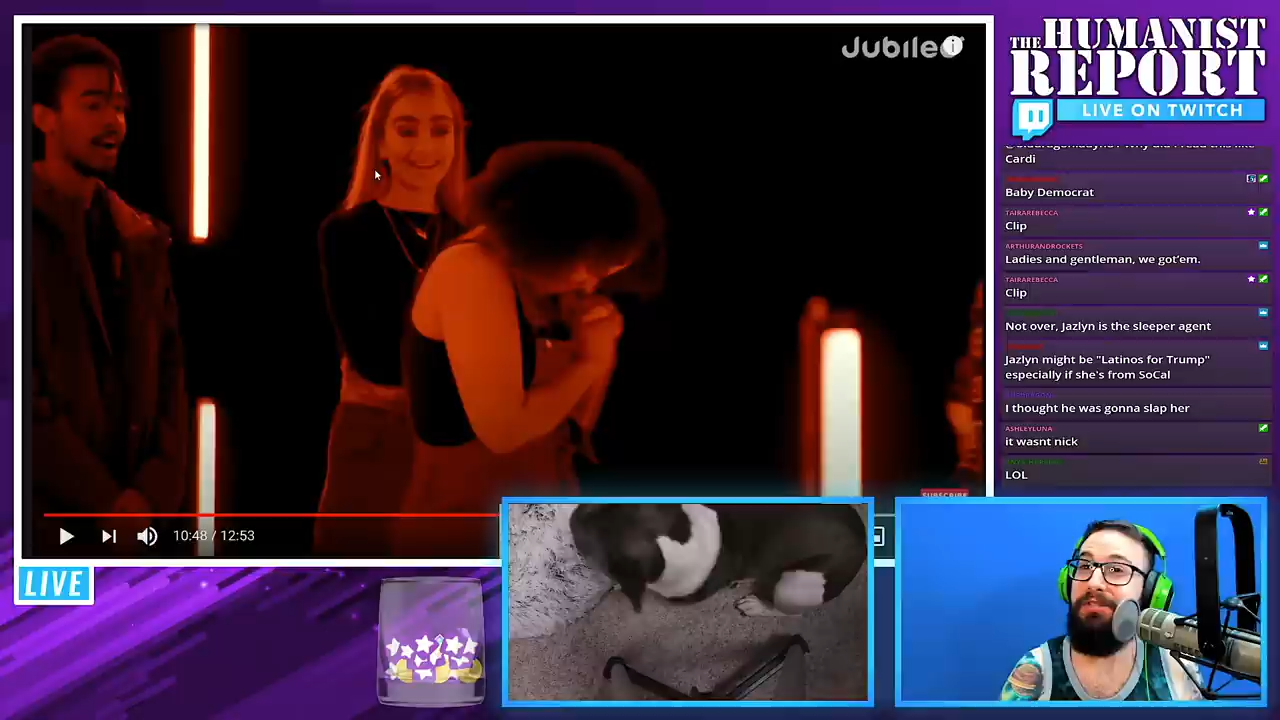 Jubilee
THE HUMANIST
REPORT
LIVE ON TWITCH
Cardi
Baby Democrat
TAIRAREBECCA
Clip
ARTHURANDROCKETS
Ladies and gentleman, we got'em.
TAIRAREBECCA
Clip
Not over, Jazlyn is the sleeper agent
Jazlyn might be "Latinos for Trump"
especially if she's from SoCal
I thought he was gonna slap her
ASHLEYLUNA
it wasnt nick
LOL
SUBSCRIBE
10:48 / 12:53
LIVE